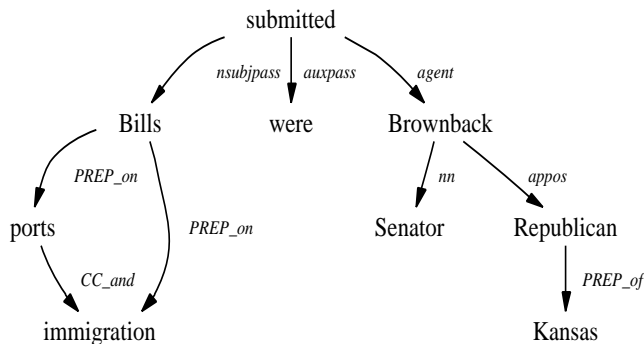 submitted
nsubjpass auxpass agent
Bills were Brownback
PREP_on nn appos
ports PREP_on Senator Republican
CC_and PREP_of
immigration Kansas